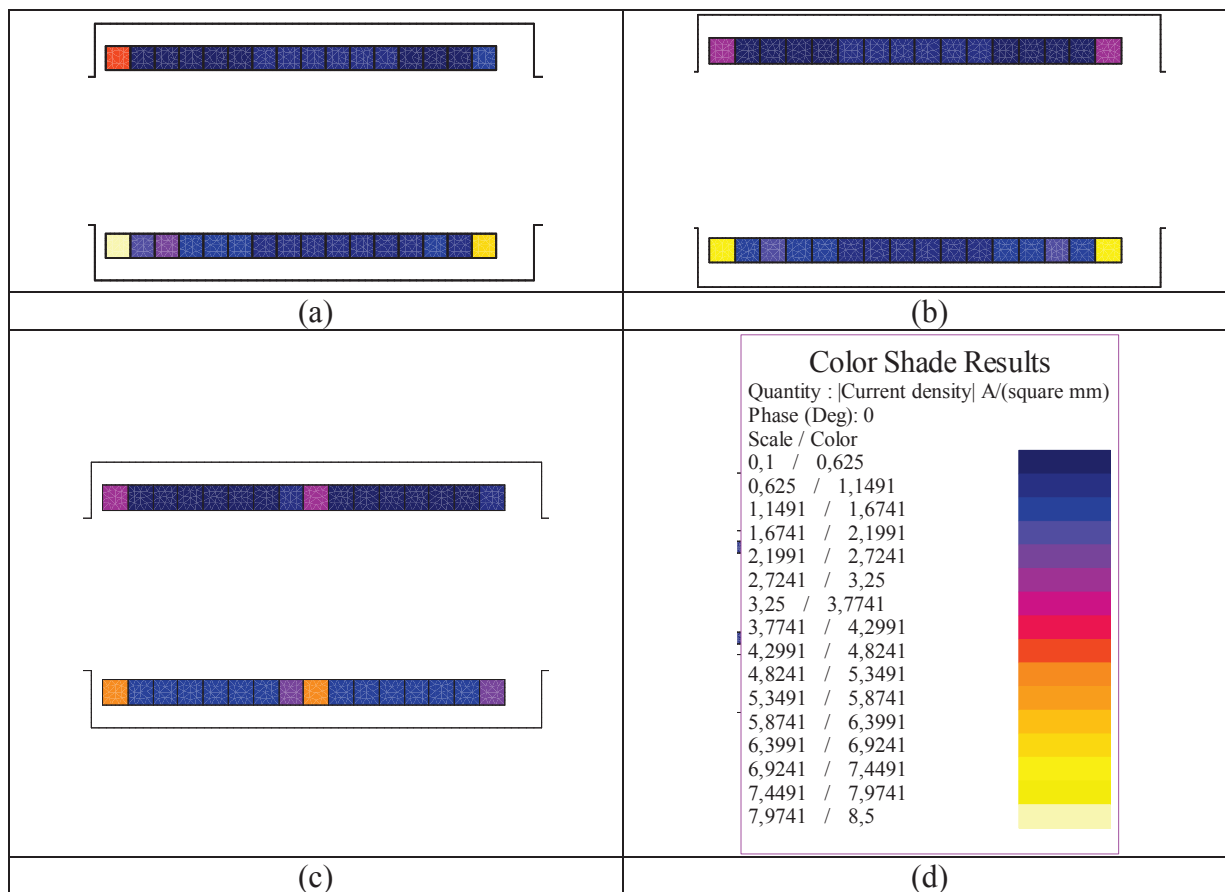 (a)
(b)
Color Shade Results
Quantity : |Current density| A/(square mm)
Phase (Deg): 0
Scale / Color
0,1 / 0,625
0,625 / 1,1491
1,1491 / 1,6741
1,6741 / 2,1991
2,1991 / 2,7241
2,7241 / 3,25
3,25 / 3,7741
3,7741 / 4,2991
4,2991 / 4,8241
4,8241 / 5,3491
5,3491 / 5,8741
5,8741 / 6,3991
6,3991 / 6,9241
6,9241 / 7,4491
7,4491 / 7,9741
7,9741 / 8,5
(c)
(d)